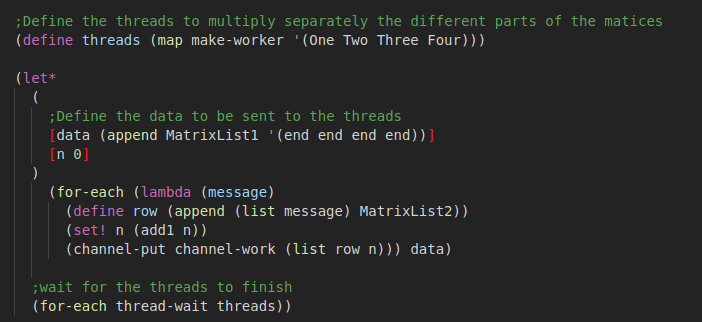 ;Define the threads to multiply separately the different parts of the matices
(define threads (map make-worker '(One Two Three Four)))
(let*
(
;Define the data to be sent to the threads
[data (append MatrixList1 '(end end end end))]
[n 0]
)
(for-each (lambda (message)
(define row (append (list message) MatrixList2))
(set! n (add1 n))
(channel-put channel-work (list row n))) data)
;wait for the threads to finish
(for-each thread-wait threads))